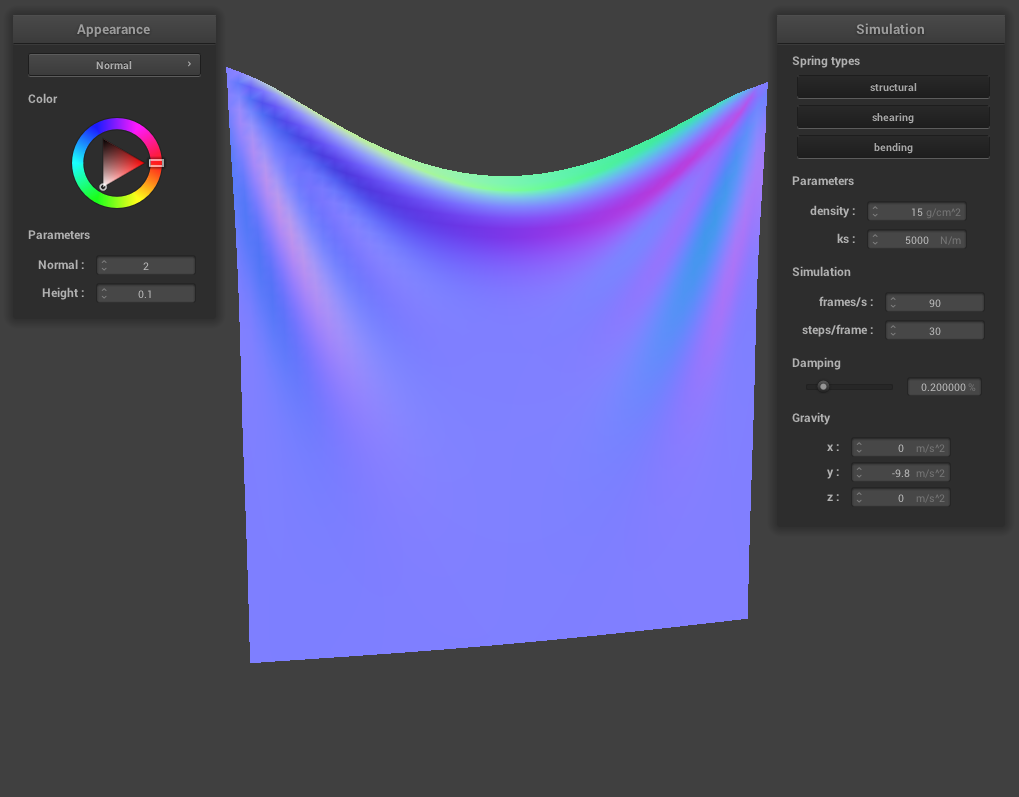 Appearance
Normal ›
Color
Parameters
Normal : 2
Height : 0.1
Simulation
Spring types
structural
shearing
bending
Parameters
density : 15 g/cm^2
ks : 5000 N/m
Simulation
frames/s : 90
steps/frame : 30
Damping
0.200000 %
Gravity
x : 0 m/s^2
y : -9.8 m/s^2
z : 0 m/s^2